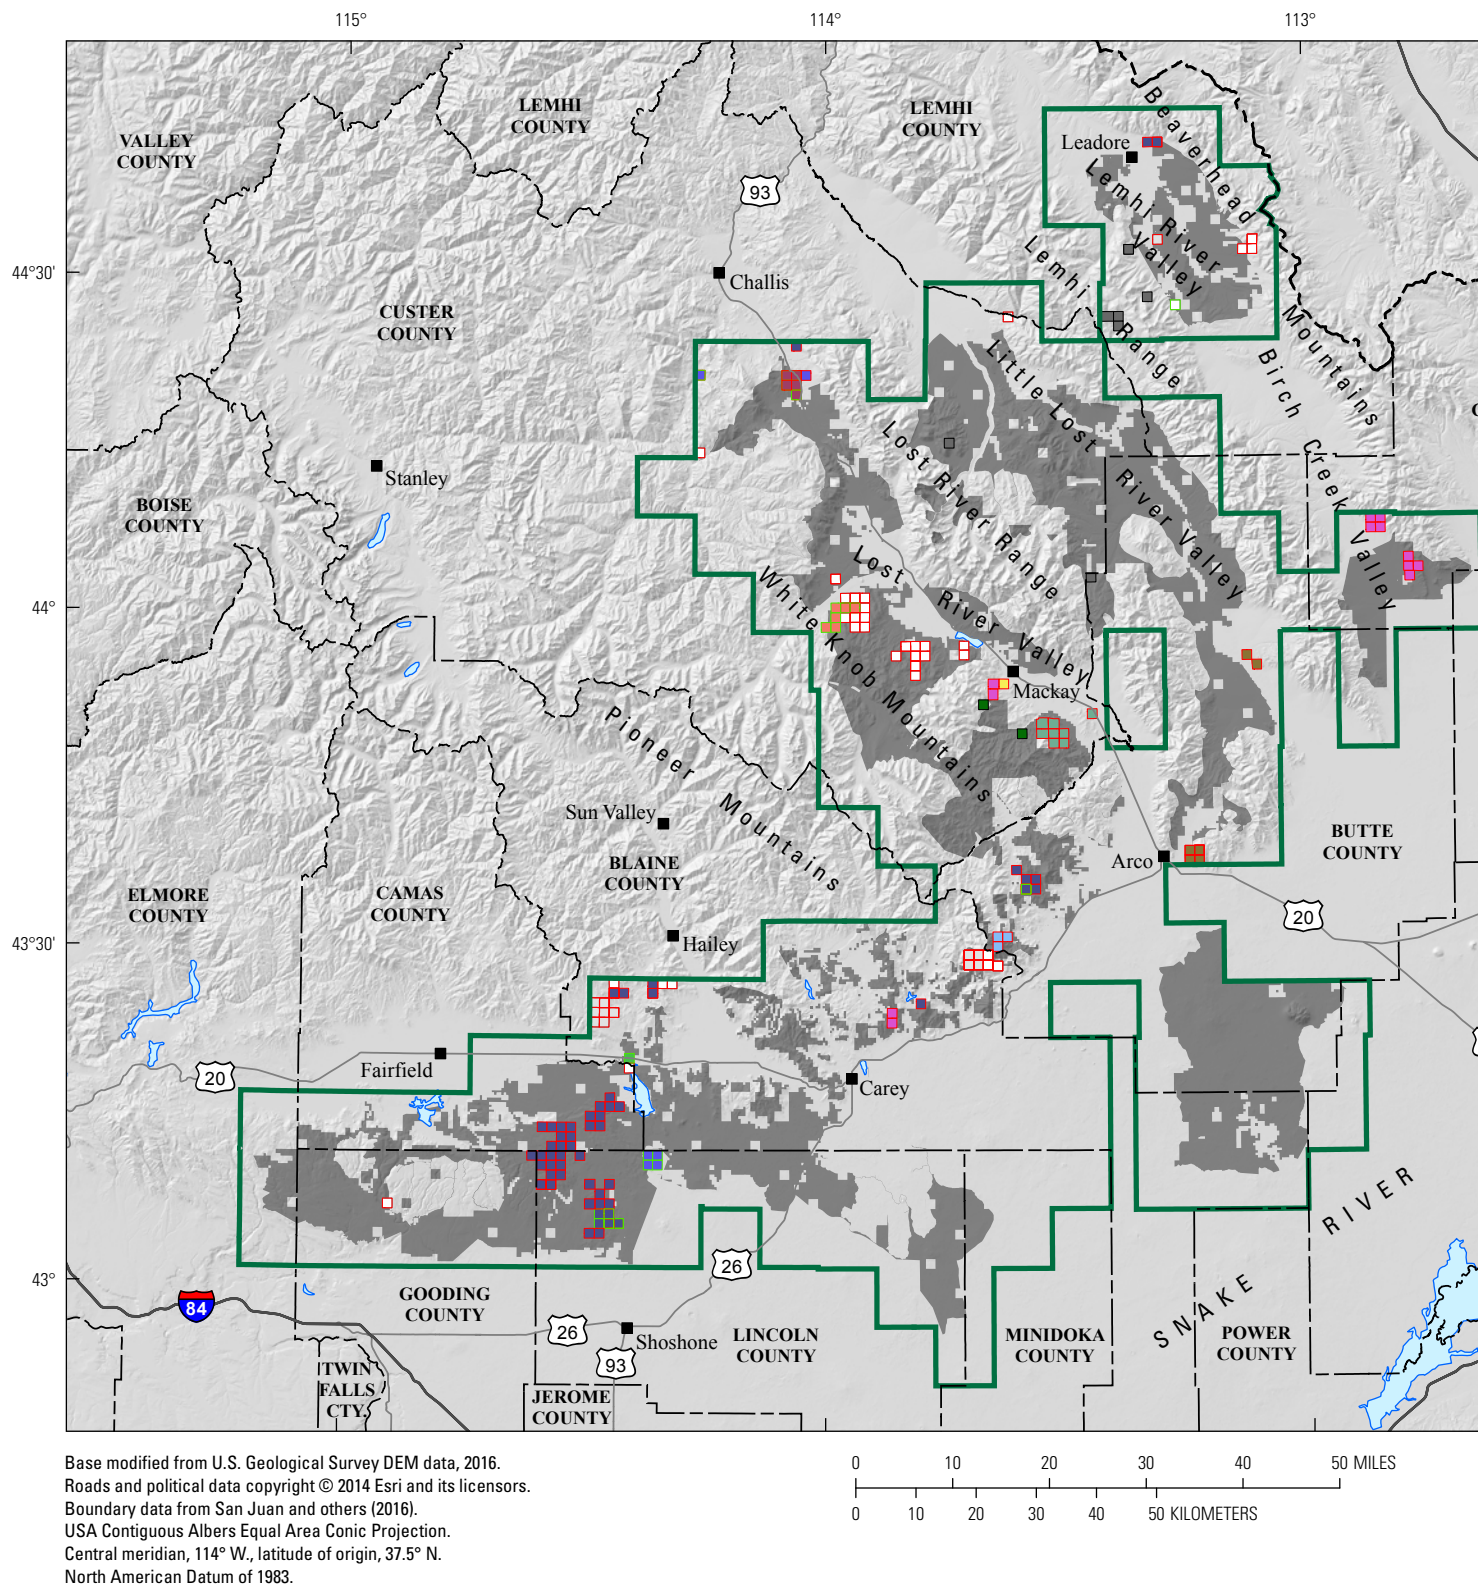 115°
114°
113°
44°30'
44°
43°30'
43°
LEMHI
COUNTY
LEMHI
COUNTY
VALLEY
COUNTY
Beaverhead
Mountains
Leadore
Lemhi River
Valley
93
Challis
Lemhi
Range
CUSTER
COUNTY
Birch
Creek
Valley
Little Lost
River Valley
Lost River Range
Stanley
BOISE
COUNTY
Lost
River Valley
White Knob Mountains
Mackay
Pioneer
Mountains
Sun Valley
BLAINE
COUNTY
BUTTE
COUNTY
Arco
ELMORE
COUNTY
CAMAS
COUNTY
20
Hailey
Fairfield
20
Carey
SNAKE
RIVER
26
GOODING
COUNTY
84
26
Shoshone
LINCOLN
COUNTY
MINIDOKA
COUNTY
POWER
COUNTY
93
TWIN
FALLS
CTY.
JEROME
COUNTY
Base modified from U.S. Geological Survey DEM data, 2016.
Roads and political data copyright © 2014 Esri and its licensors.
Boundary data from San Juan and others (2016).
USA Contiguous Albers Equal Area Conic Projection.
Central meridian, 114° W., latitude of origin, 37.5° N.
North American Datum of 1983.
0 10 20 30 40 50 MILES
0 10 20 30 40 50 KILOMETERS